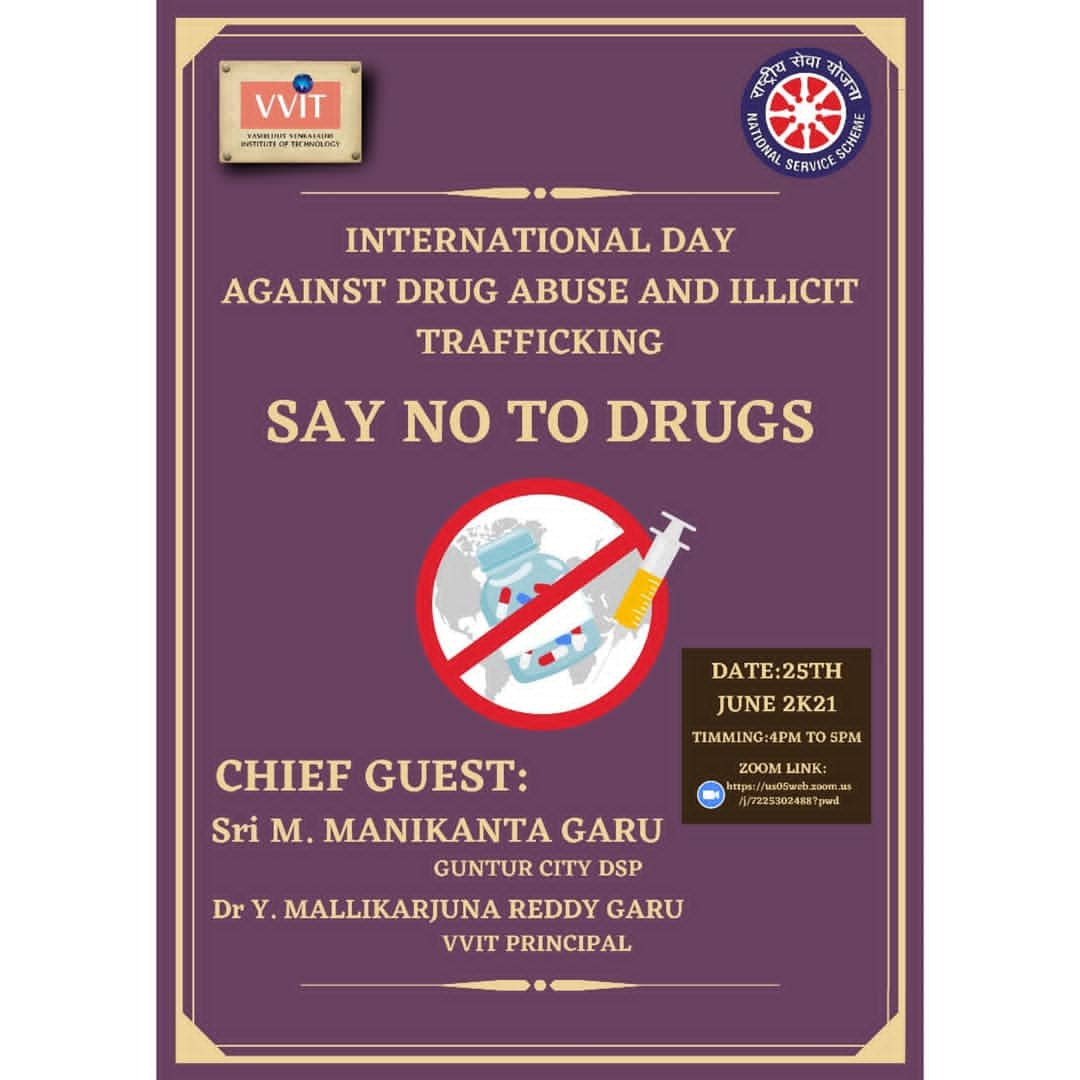 VVIT
VASIREDDY VENKATADRI
INSTITUTE OF TECHNOLOGY
राष्ट्रीय सेवा योजना
NATIONAL SERVICE SCHEME
INTERNATIONAL DAY
AGAINST DRUG ABUSE AND ILLICIT
TRAFFICKING
SAY NO TO DRUGS
DATE:25TH
JUNE 2K21
TIMMING:4PM TO 5PM
ZOOM LINK:
https://us05web.zoom.us
/j/7225302488?pwd
CHIEF GUEST:
Sri M. MANIKANTA GARU
GUNTUR CITY DSP
Dr Y. MALLIKARJUNA REDDY GARU
VVIT PRINCIPAL